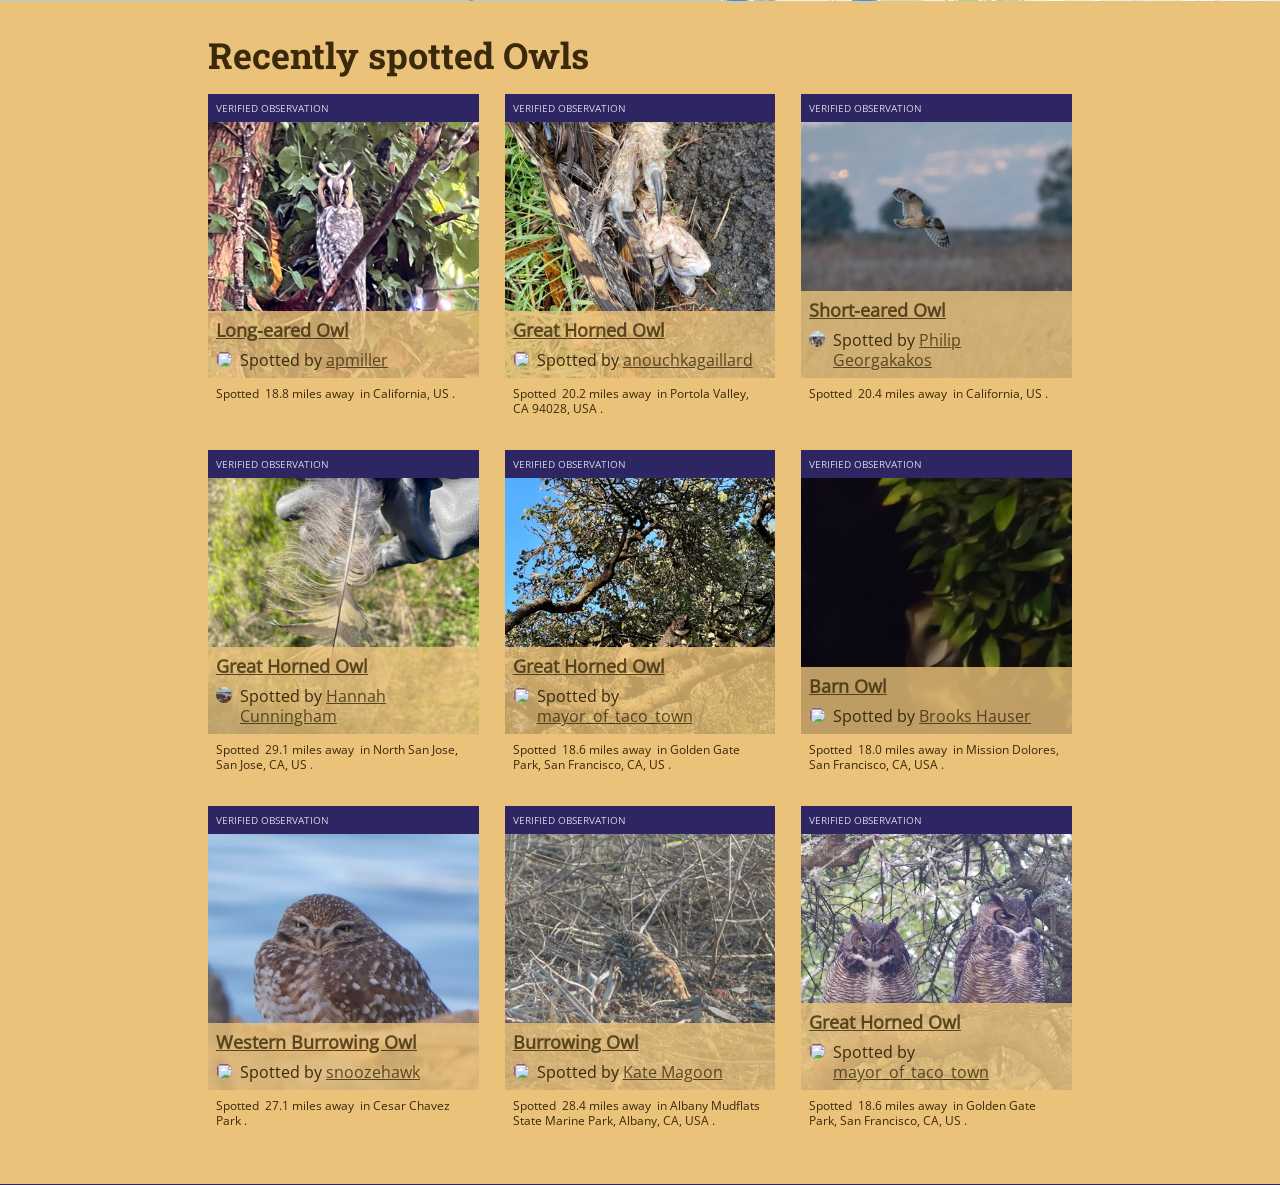 Recently spotted Owls
VERIFIED OBSERVATION
Long-eared Owl
Spotted by apmiller
Spotted 18.8 miles away in California, US .
VERIFIED OBSERVATION
Great Horned Owl
Spotted by anouchkagaillard
Spotted 20.2 miles away in Portola Valley,
CA 94028, USA .
VERIFIED OBSERVATION
Short-eared Owl
Spotted by Philip
Georgakakos
Spotted 20.4 miles away in California, US .
VERIFIED OBSERVATION
Great Horned Owl
Spotted by Hannah
Cunningham
Spotted 29.1 miles away in North San Jose,
San Jose, CA, US .
VERIFIED OBSERVATION
Great Horned Owl
Spotted by
mayor_of_taco_town
Spotted 18.6 miles away in Golden Gate
Park, San Francisco, CA, US .
VERIFIED OBSERVATION
Barn Owl
Spotted by Brooks Hauser
Spotted 18.0 miles away in Mission Dolores,
San Francisco, CA, USA .
VERIFIED OBSERVATION
Western Burrowing Owl
Spotted by snoozehawk
Spotted 27.1 miles away in Cesar Chavez
Park .
VERIFIED OBSERVATION
Burrowing Owl
Spotted by Kate Magoon
Spotted 28.4 miles away in Albany Mudflats
State Marine Park, Albany, CA, USA .
VERIFIED OBSERVATION
Great Horned Owl
Spotted by
mayor_of_taco_town
Spotted 18.6 miles away in Golden Gate
Park, San Francisco, CA, US .